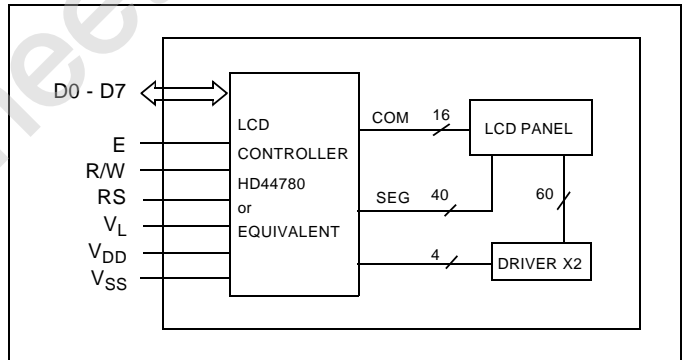 D0 - D7
E
R/W
RS
VL
VDD
VSS
LCD
CONTROLLER
HD44780
or
EQUIVALENT
COM 16
SEG 40
4
LCD PANEL
60
DRIVER X2